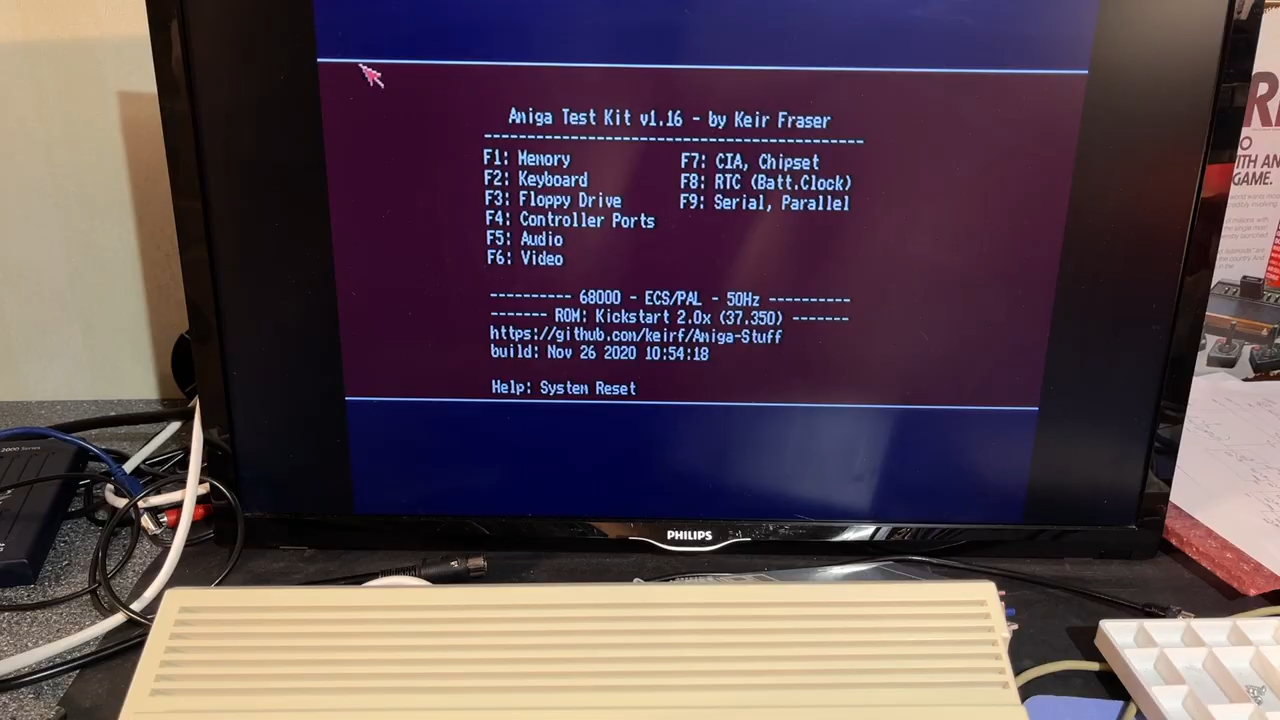 Amiga Test Kit v1.16 - by Keir Fraser
------------------------------------------
F1: Memory F7: CIA, Chipset
F2: Keyboard F8: RTC (Batt.Clock)
F3: Floppy Drive F9: Serial, Parallel
F4: Controller Ports
F5: Audio
F6: Video
---------- 68000 - ECS/PAL - 50Hz ----------
------- ROM: Kickstart 2.0x (37.350) -------
https://github.com/keirf/Amiga-Stuff
build: Nov 26 2020 10:54:18
Help: System Reset
PHILIPS
2000 Series
GAME.